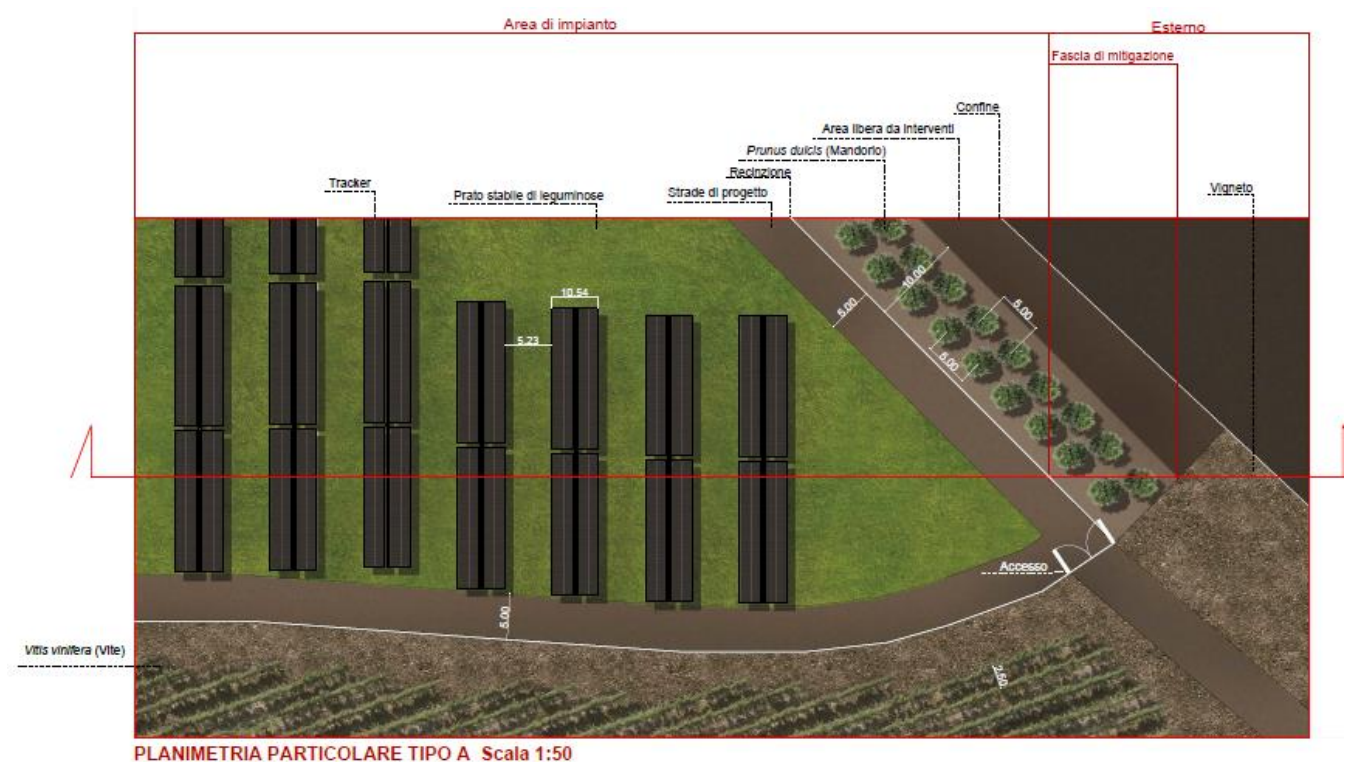 Area di impianto
Esterno
Fascia di mitigazione
Confine
Area libera da interventi
Prunus dulcis (Mandorlo)
Recinzione
Tracker
Prato stabile di leguminose
Strade di progetto
Vigneto
10.54
5.23
5.00
10.00
5.00
5.00
Accesso
5.00
Vitis vinifera (Vite)
2.50
PLANIMETRIA PARTICOLARE TIPO A Scala 1:50